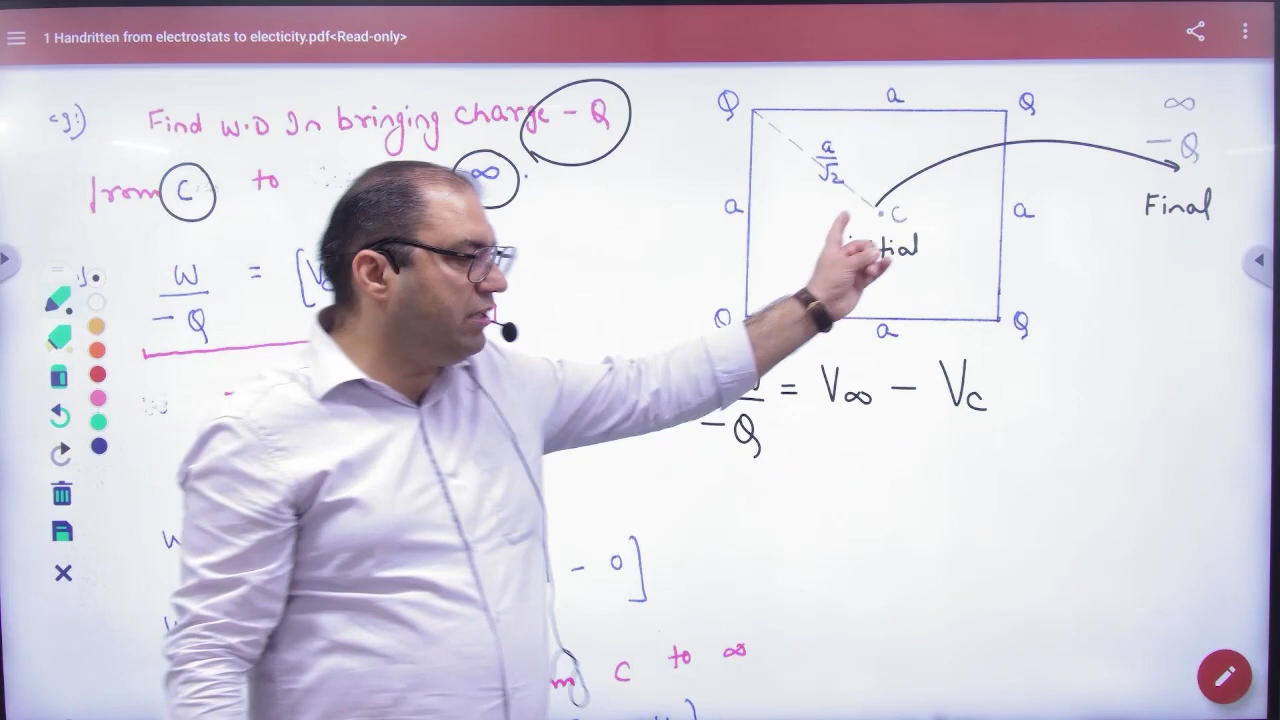 1 Handritten from electrostats to electicity.pdf<Read-only>
eg:) Find W.D In bringing charge - Q
from C to ∞.
W/-Q = [V
- 0]
C to ∞
Q a Q ∞
-Q
a/√2
a C a Final
Q a Q
= V∞ - Vc
-Q